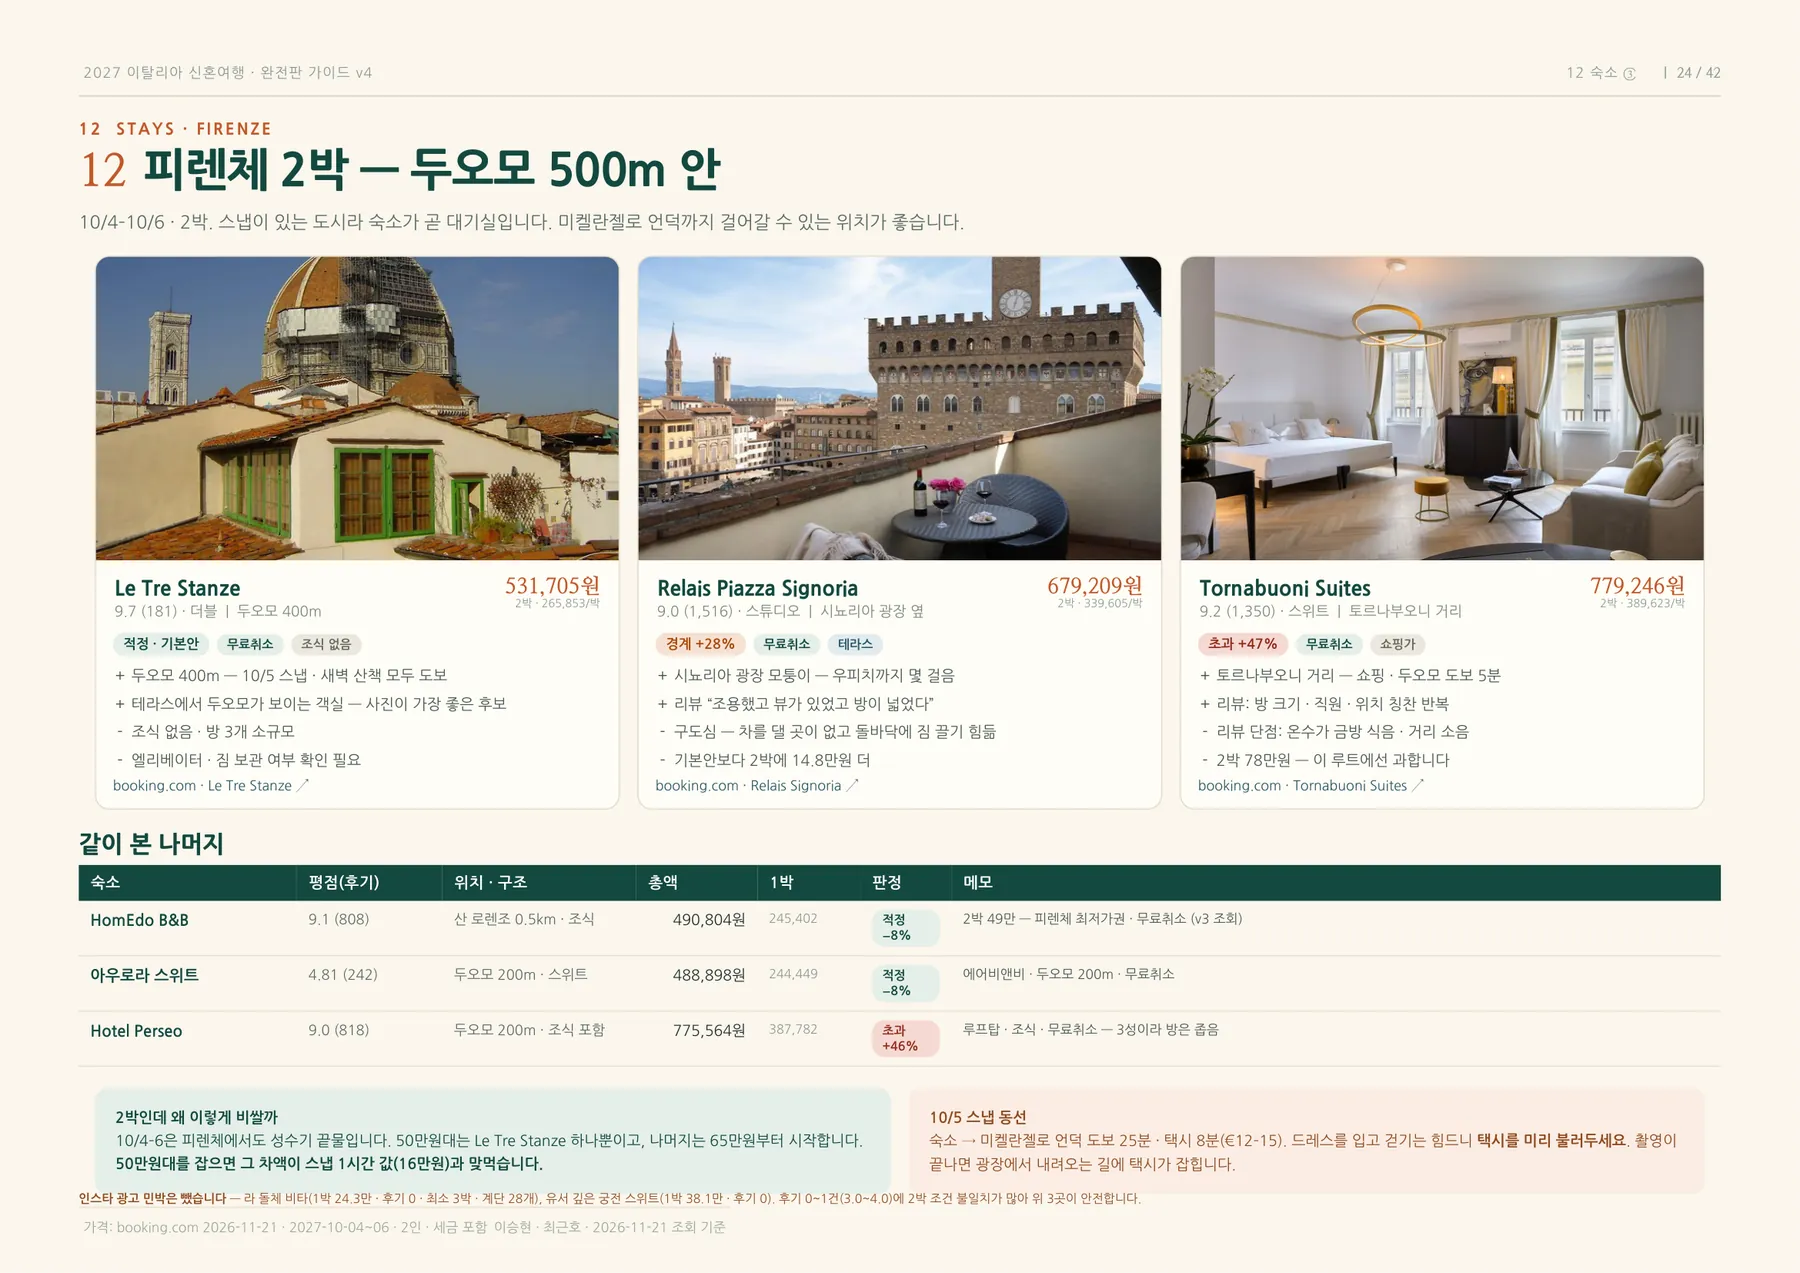 2027 이탈리아 신혼여행 · 완전판 가이드 v4
12 숙소 ③ | 24 / 42
12 STAYS · FIRENZE
12 피렌체 2박 — 두오모 500m 안
10/4-10/6 · 2박. 스냅이 있는 도시라 숙소가 곧 대기실입니다. 미켈란젤로 언덕까지 걸어갈 수 있는 위치가 좋습니다.
Le Tre Stanze
531,705원
9.7 (181) · 더블 | 두오모 400m
2박 · 265,853/박
적정 · 기본안 무료취소 조식 없음
+ 두오모 400m — 10/5 스냅 · 새벽 산책 모두 도보
+ 테라스에서 두오모가 보이는 객실 — 사진이 가장 좋은 후보
- 조식 없음 · 방 3개 소규모
- 엘리베이터 · 짐 보관 여부 확인 필요
booking.com · Le Tre Stanze ↗
Relais Piazza Signoria
679,209원
9.0 (1,516) · 스튜디오 | 시뇨리아 광장 옆
2박 · 339,605/박
경계 +28% 무료취소 테라스
+ 시뇨리아 광장 모퉁이 — 우피치까지 몇 걸음
+ 리뷰 “조용했고 뷰가 있었고 방이 넓었다”
- 구도심 — 차를 댈 곳이 없고 돌바닥에 짐 끌기 힘듦
- 기본안보다 2박에 14.8만원 더
booking.com · Relais Signoria ↗
Tornabuoni Suites
779,246원
9.2 (1,350) · 스위트 | 토르나부오니 거리
2박 · 389,623/박
초과 +47% 무료취소 쇼핑가
+ 토르나부오니 거리 — 쇼핑 · 두오모 도보 5분
+ 리뷰: 방 크기 · 직원 · 위치 칭찬 반복
- 리뷰 단점: 온수가 금방 식음 · 거리 소음
- 2박 78만원 — 이 루트에선 과합니다
booking.com · Tornabuoni Suites ↗
같이 본 나머지
숙소 평점(후기) 위치 · 구조 총액 1박 판정 메모
HomEdo B&B 9.1 (808) 산 로렌조 0.5km · 조식 490,804원 245,402 적정 −8% 2박 49만 — 피렌체 최저가권 · 무료취소 (v3 조회)
아우로라 스위트 4.81 (242) 두오모 200m · 스위트 488,898원 244,449 적정 −8% 에어비앤비 · 두오모 200m · 무료취소
Hotel Perseo 9.0 (818) 두오모 200m · 조식 포함 775,564원 387,782 초과 +46% 루프탑 · 조식 · 무료취소 — 3성이라 방은 좁음
2박인데 왜 이렇게 비쌀까
10/4-6은 피렌체에서도 성수기 끝물입니다. 50만원대는 Le Tre Stanze 하나뿐이고, 나머지는 65만원부터 시작합니다.
50만원대를 잡으면 그 차액이 스냅 1시간 값(16만원)과 맞먹습니다.
10/5 스냅 동선
숙소 → 미켈란젤로 언덕 도보 25분 · 택시 8분(€12-15). 드레스를 입고 걷기는 힘드니 택시를 미리 불러두세요. 촬영이
끝나면 광장에서 내려오는 길에 택시가 잡힙니다.
인스타 광고 민박은 뺐습니다 — 라 돌체 비타(1박 24.3만 · 후기 0 · 최소 3박 · 계단 28개), 유서 깊은 궁전 스위트(1박 38.1만 · 후기 0). 후기 0~1건(3.0~4.0)에 2박 조건 불일치가 많아 위 3곳이 안전합니다.
가격: booking.com 2026-11-21 · 2027-10-04~06 · 2인 · 세금 포함 이승현 · 최근호 · 2026-11-21 조회 기준